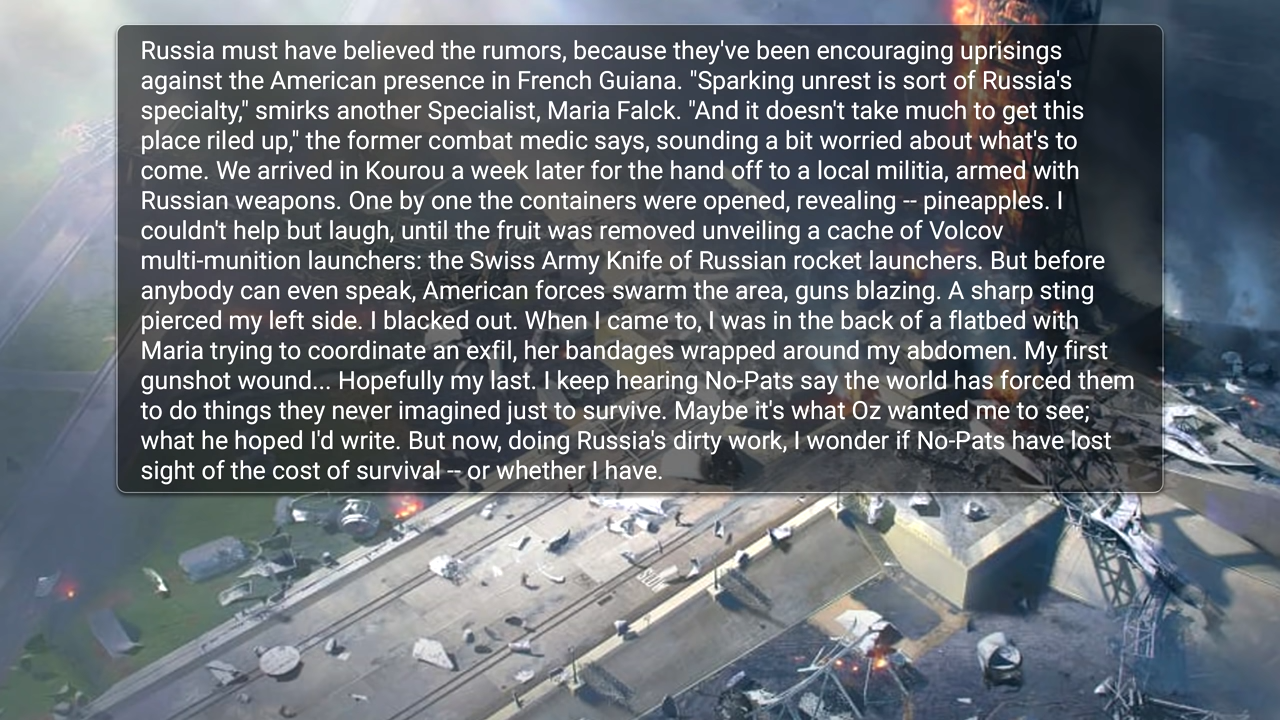 Russia must have believed the rumors, because they've been encouraging uprisings
against the American presence in French Guiana. "Sparking unrest is sort of Russia's
specialty," smirks another Specialist, Maria Falck. "And it doesn't take much to get this
place riled up," the former combat medic says, sounding a bit worried about what's to
come. We arrived in Kourou a week later for the hand off to a local militia, armed with
Russian weapons. One by one the containers were opened, revealing -- pineapples. I
couldn't help but laugh, until the fruit was removed unveiling a cache of Volcov
multi-munition launchers: the Swiss Army Knife of Russian rocket launchers. But before
anybody can even speak, American forces swarm the area, guns blazing. A sharp sting
pierced my left side. I blacked out. When I came to, I was in the back of a flatbed with
Maria trying to coordinate an exfil, her bandages wrapped around my abdomen. My first
gunshot wound... Hopefully my last. I keep hearing No-Pats say the world has forced them
to do things they never imagined just to survive. Maybe it's what Oz wanted me to see;
what he hoped I'd write. But now, doing Russia's dirty work, I wonder if No-Pats have lost
sight of the cost of survival -- or whether I have.